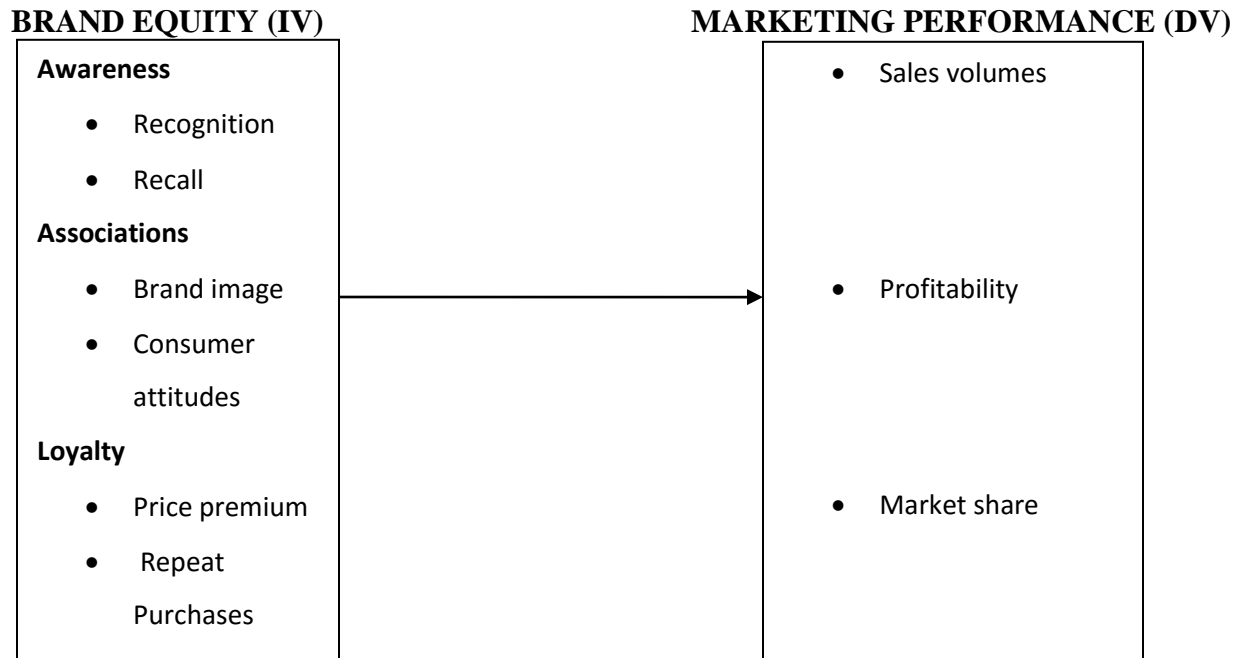 BRAND EQUITY (IV)
MARKETING PERFORMANCE (DV)
Awareness
• Recognition
• Recall
Associations
• Brand image
• Consumer
attitudes
Loyalty
• Price premium
• Repeat
Purchases
• Sales volumes
• Profitability
• Market share